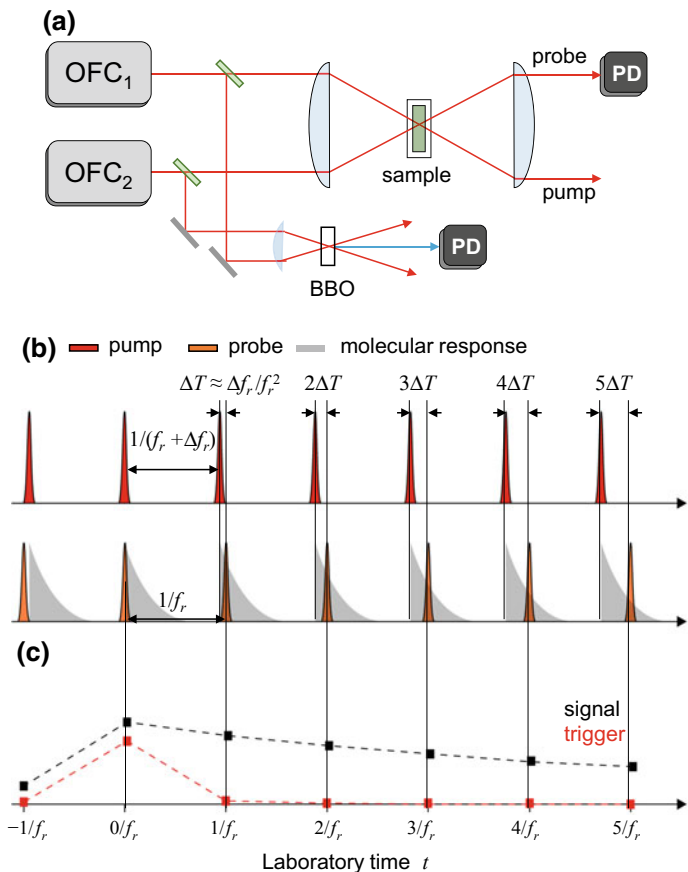 (a)
OFC₁
probe
PD
OFC₂
sample
pump
PD
BBO
(b) pump probe molecular response
ΔT ≈ Δfᵣ/fᵣ² 2ΔT 3ΔT 4ΔT 5ΔT
1/(fᵣ + Δfᵣ)
1/fᵣ
(c)
signal
trigger
−1/fᵣ 0/fᵣ 1/fᵣ 2/fᵣ 3/fᵣ 4/fᵣ 5/fᵣ
Laboratory time t